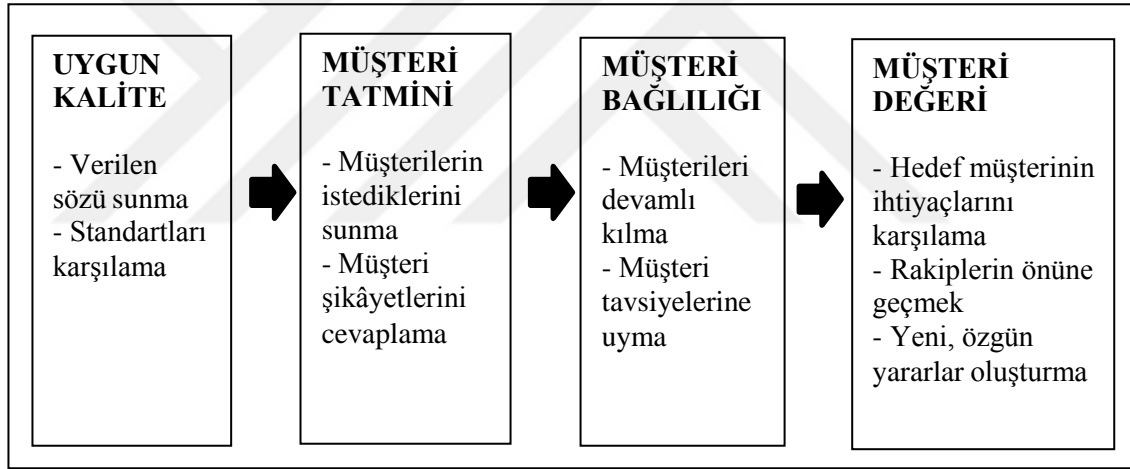 UYGUN
KALİTE
- Verilen
sözü sunma
- Standartları
karşılama
MÜŞTERİ
TATMİNİ
- Müşterilerin
istediklerini
sunma
- Müşteri
şikâyetlerini
cevaplama
MÜŞTERİ
BAĞLILIĞI
- Müşterileri
devamlı
kılma
- Müşteri
tavsiyelerine
uyma
MÜŞTERİ
DEĞERİ
- Hedef müşterinin
ihtiyaçlarını
karşılama
- Rakiplerin önüne
geçmek
- Yeni, özgün
yararlar oluşturma